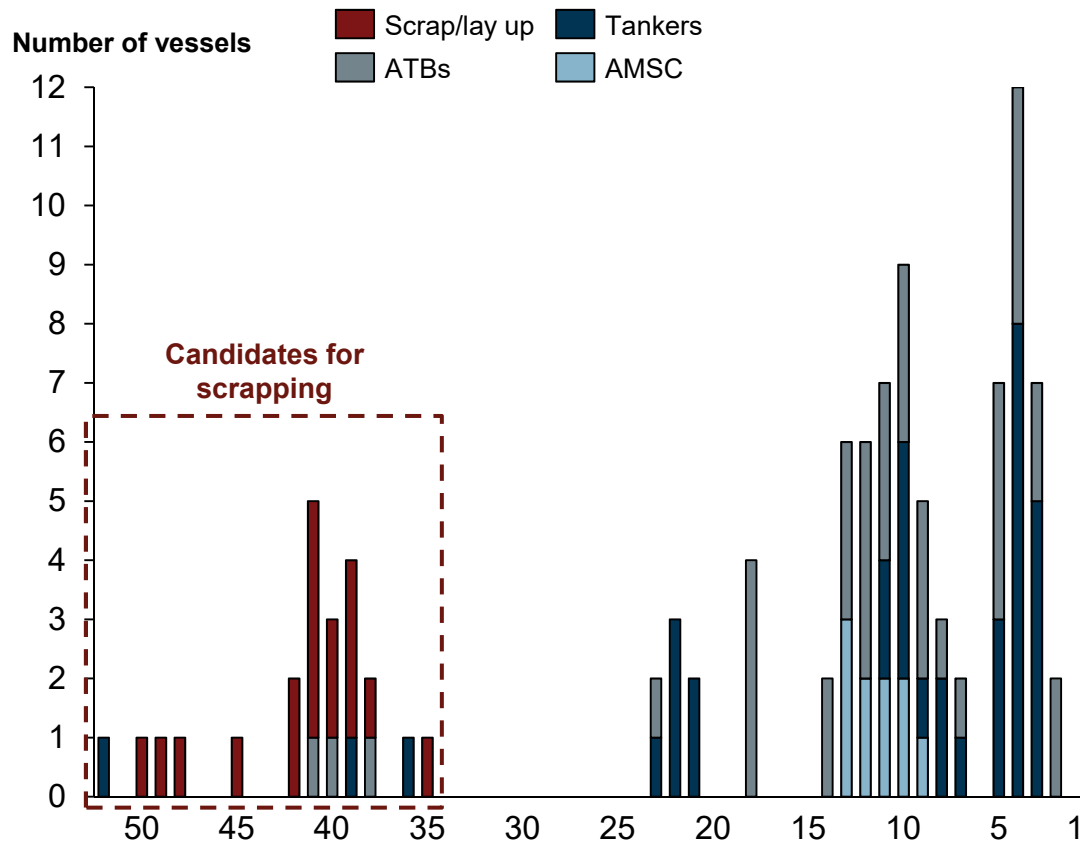 Number of vessels
Scrap/lay up
Tankers
ATBs
AMSC
12
11
10
9
8
7
6
5
4
3
2
1
0
Candidates for
scrapping
50 45 40 35 30 25 20 15 10 5 1